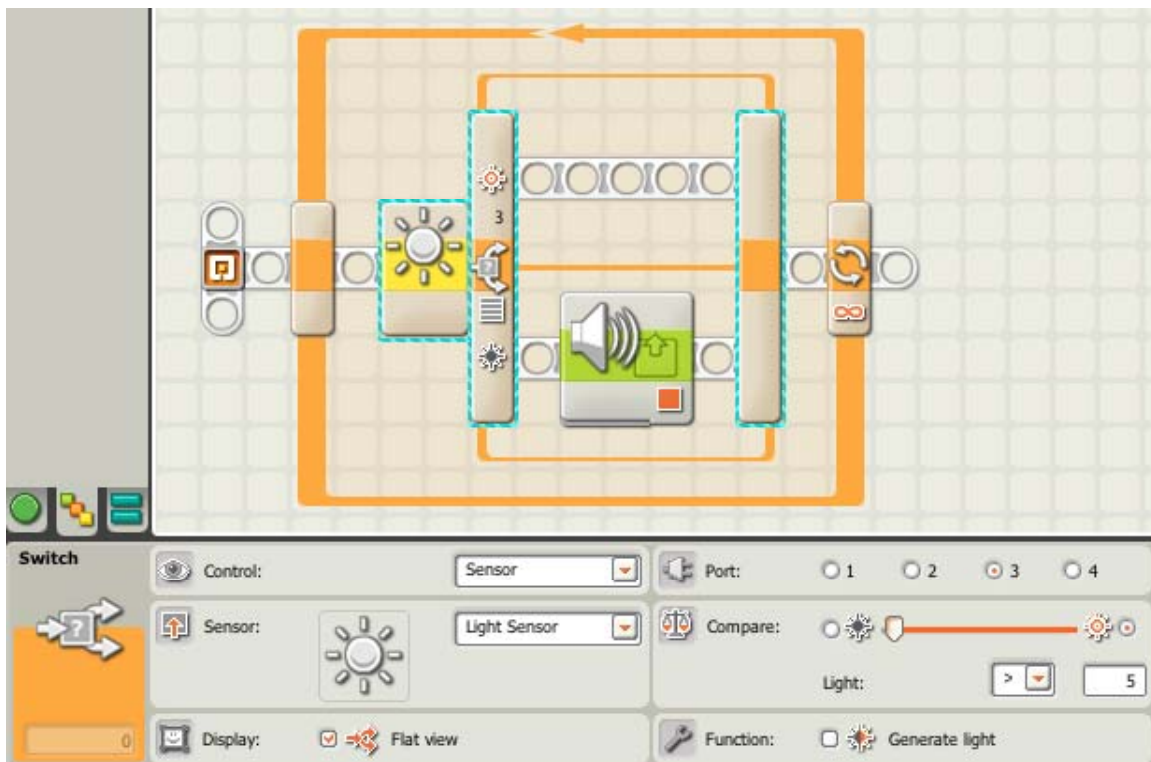 3
Switch
Control:
Sensor
Port:
1
2
3
4
Sensor:
Light Sensor
Compare:
Light:
>
5
0
Display:
Flat view
Function:
Generate light